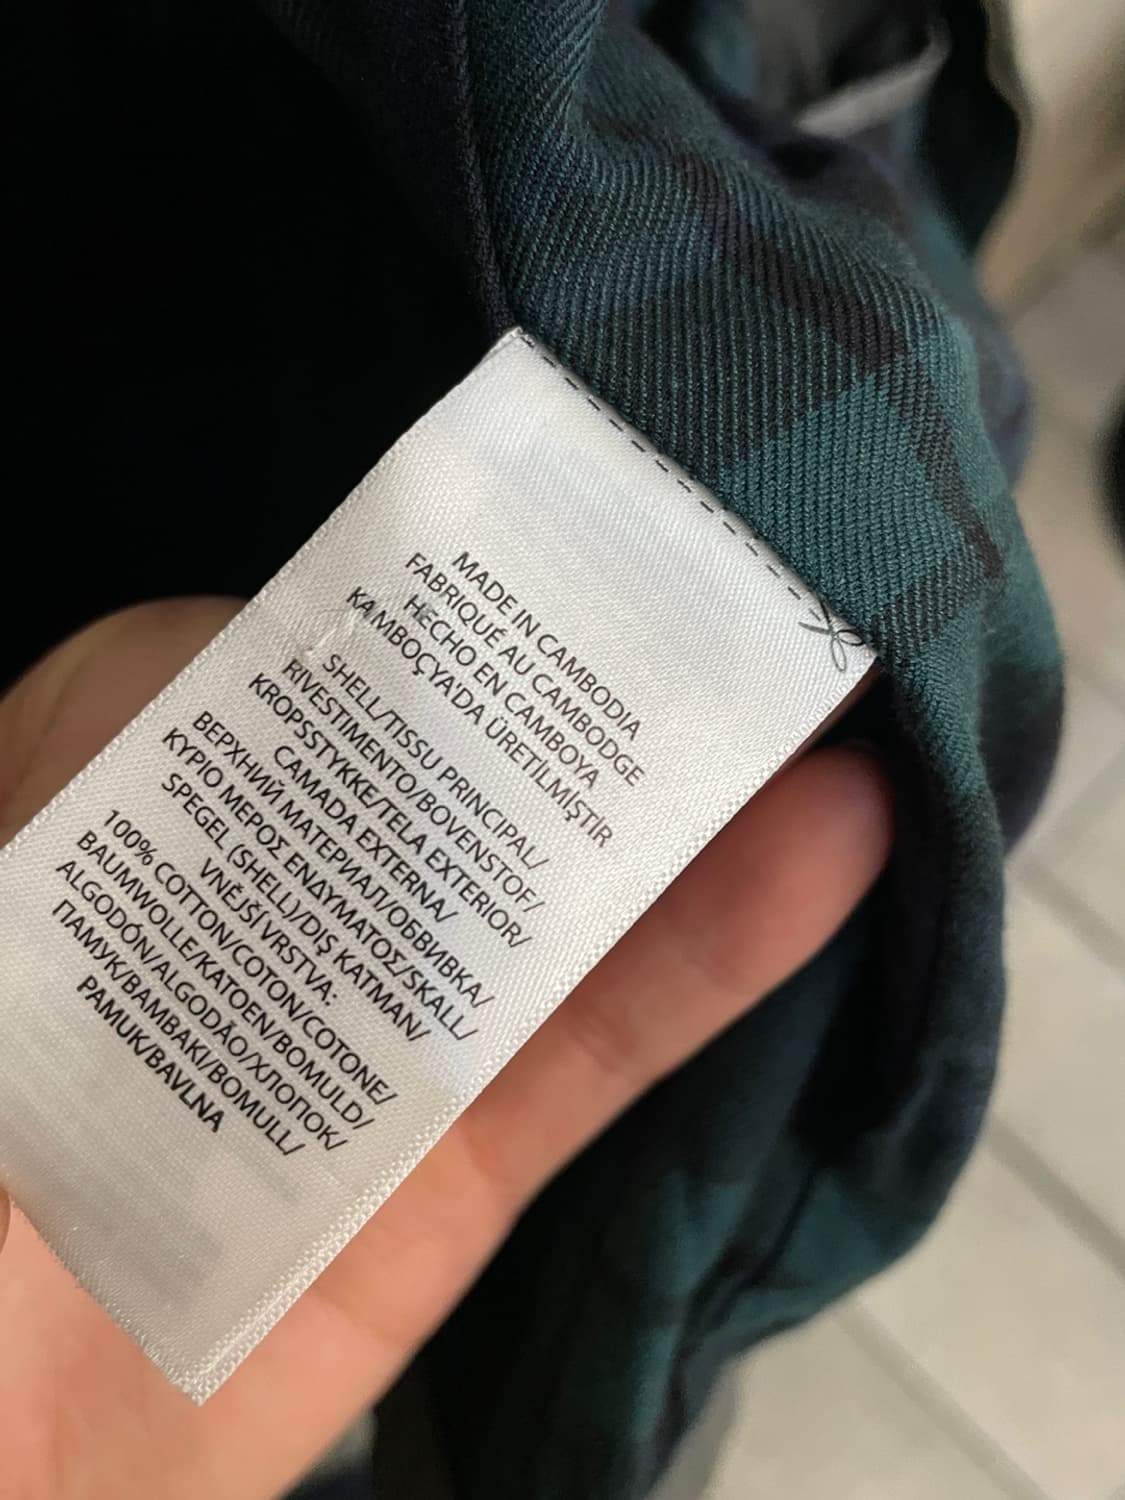 MADE IN CAMBODIA
FABRIQUÉ AU CAMBODGE
HECHO EN CAMBOYA
KAMBOÇYA'DA ÜRETİLMİŞTİR
SHELL/TISSU PRINCIPAL/
RIVESTIMENTO/BOVENSTOF/
KROPSSTYKKE/TELA EXTERIOR/
CAMADA EXTERNA/
ВЕРХНИЙ МАТЕРИАЛ/ОБВИВКА/
ΚΥΡΙΟ ΜΕΡΟΣ ΕΝΔΥΜΑΤΟΣ/SKALL/
SPEGEL (SHELL)/DIŞ KATMAN/
VNĚJŠÍ VRSTVA:
100% COTTON/COTON/COTONE/
BAUMWOLLE/KATOEN/BOMULD/
ALGODÓN/ALGODÃO/ХЛОПОК/
ПАМУК/BAMBAKI/BOMULL/
PAMUK/BAVLNA